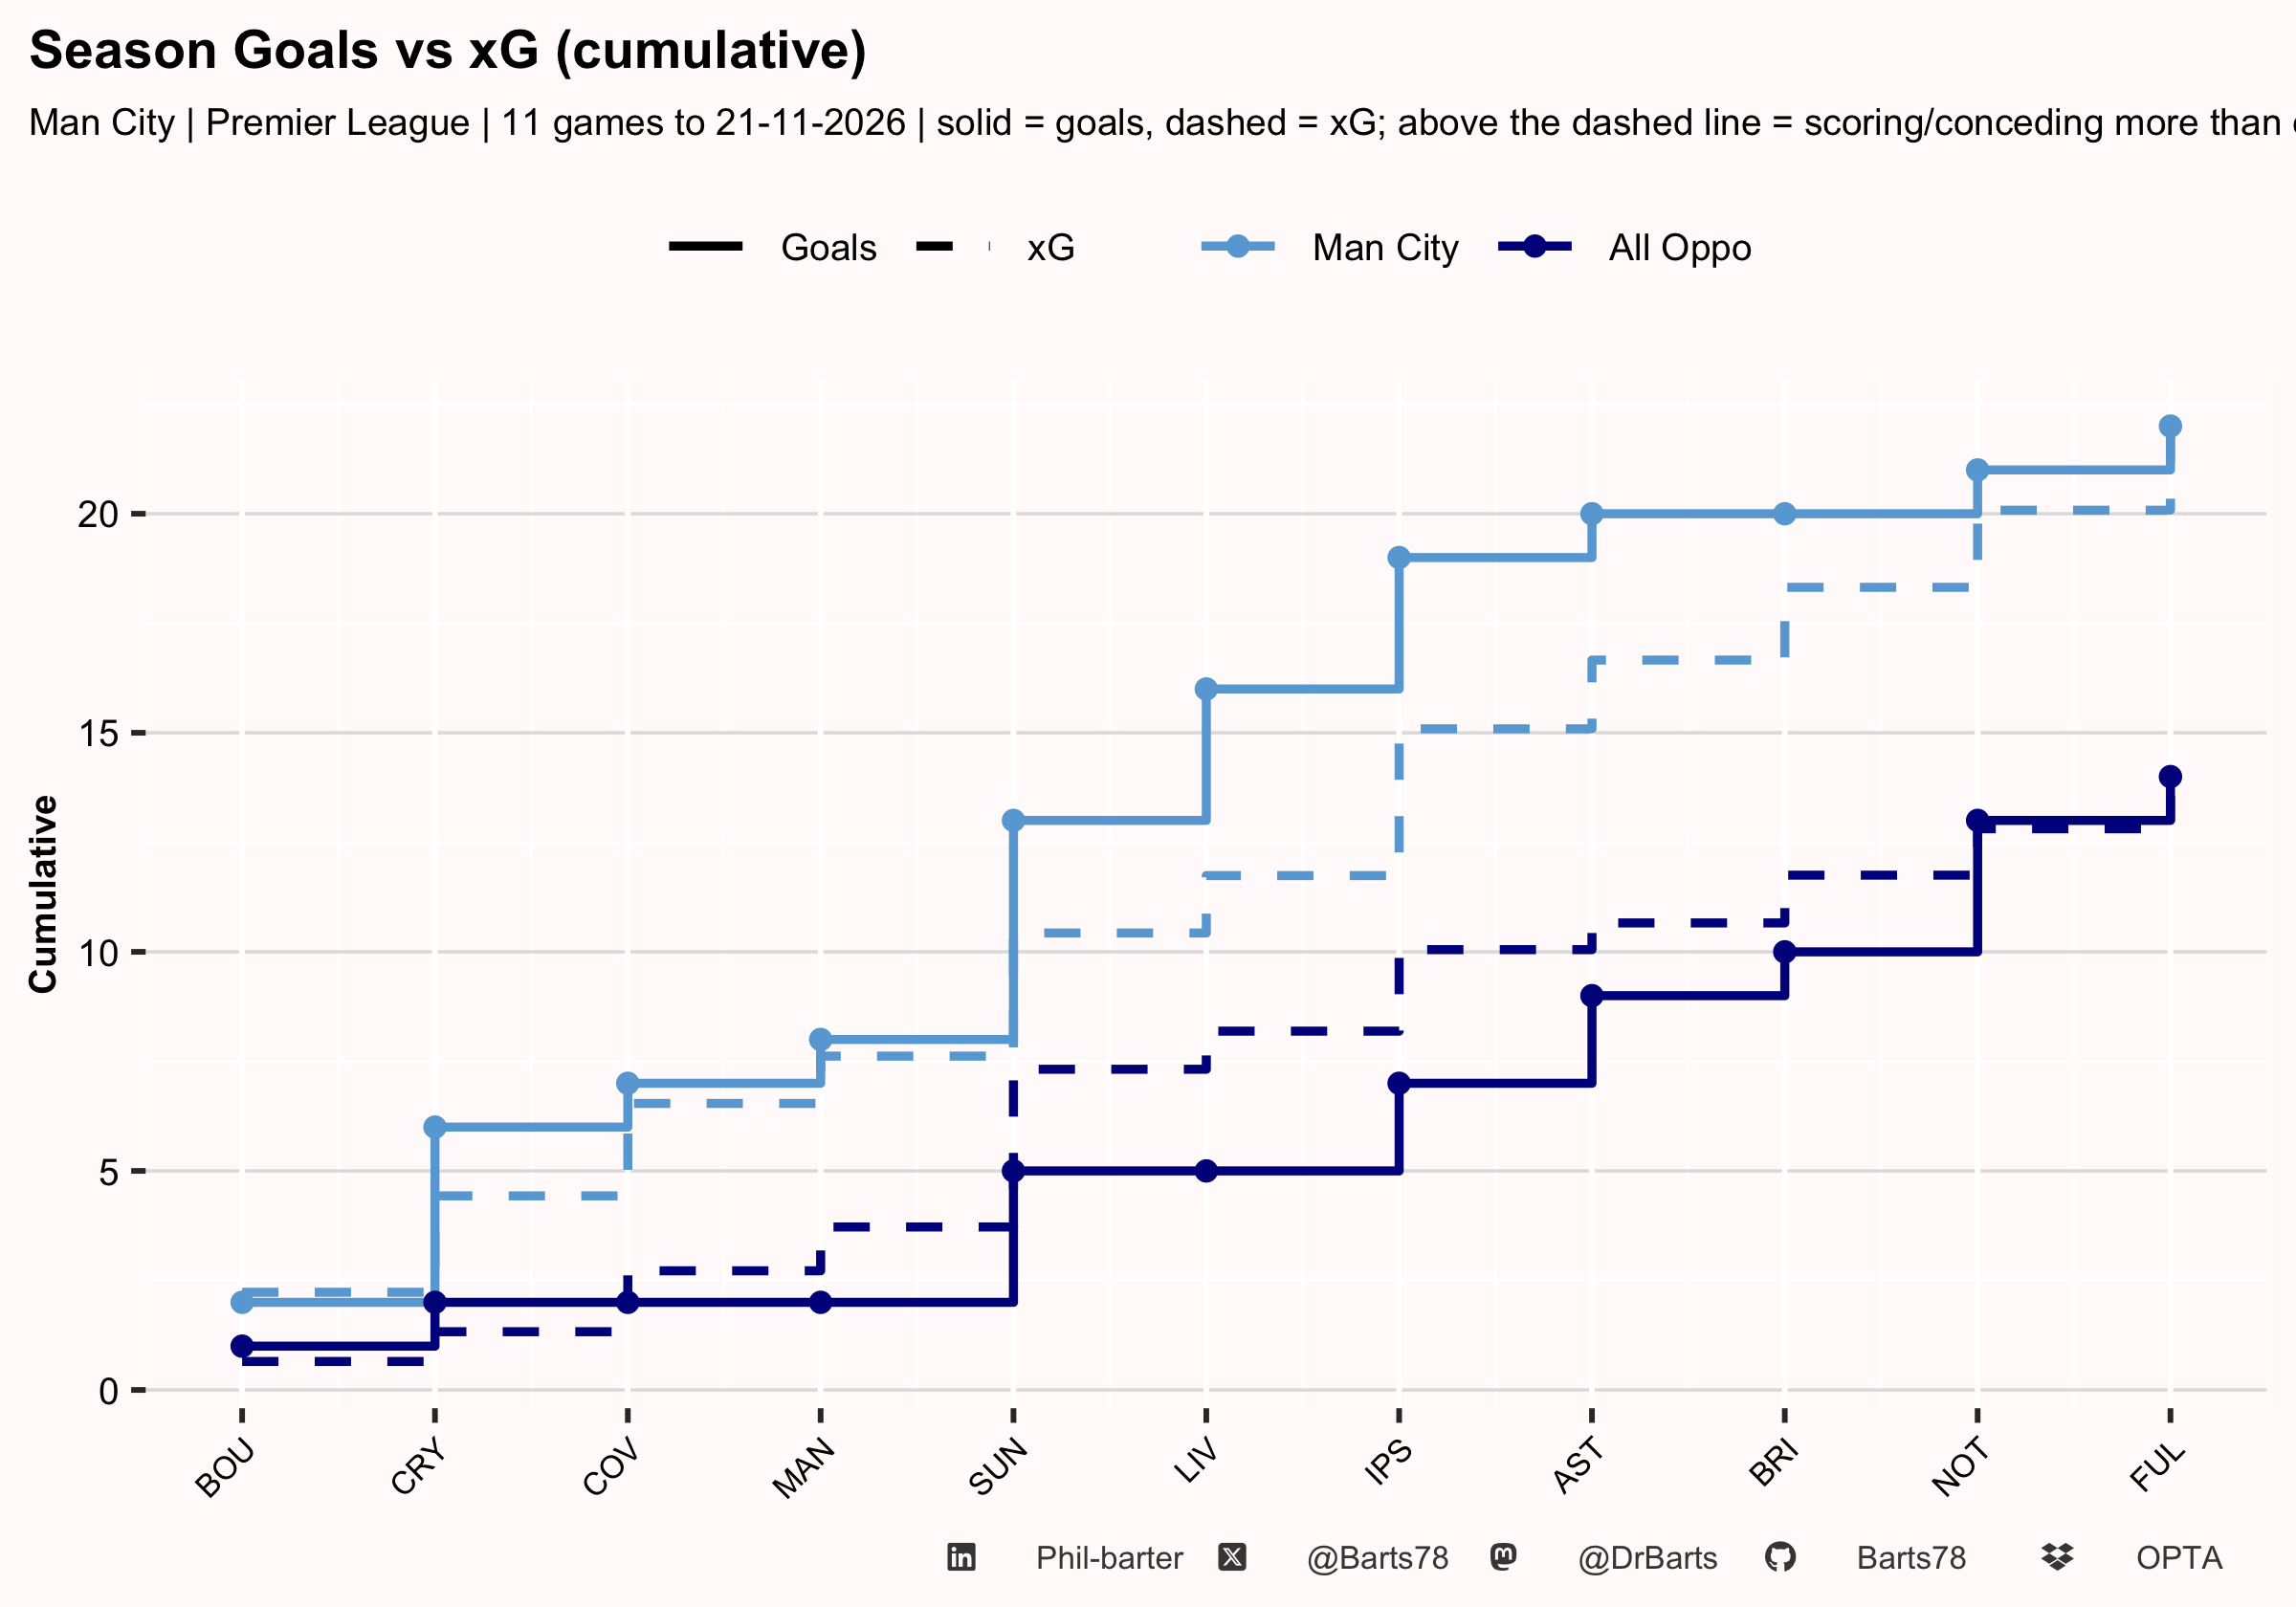 Season Goals vs xG (cumulative)
Man City | Premier League | 11 games to 21-11-2026 | solid = goals, dashed = xG; above the dashed line = scoring/conceding more than
Goals xG Man City All Oppo
Cumulative
20
15
10
5
0
BOU CRY COV MAN SUN LIV IPS AST BRI NOT FUL
Phil-barter @Barts78 @DrBarts Barts78 OPTA